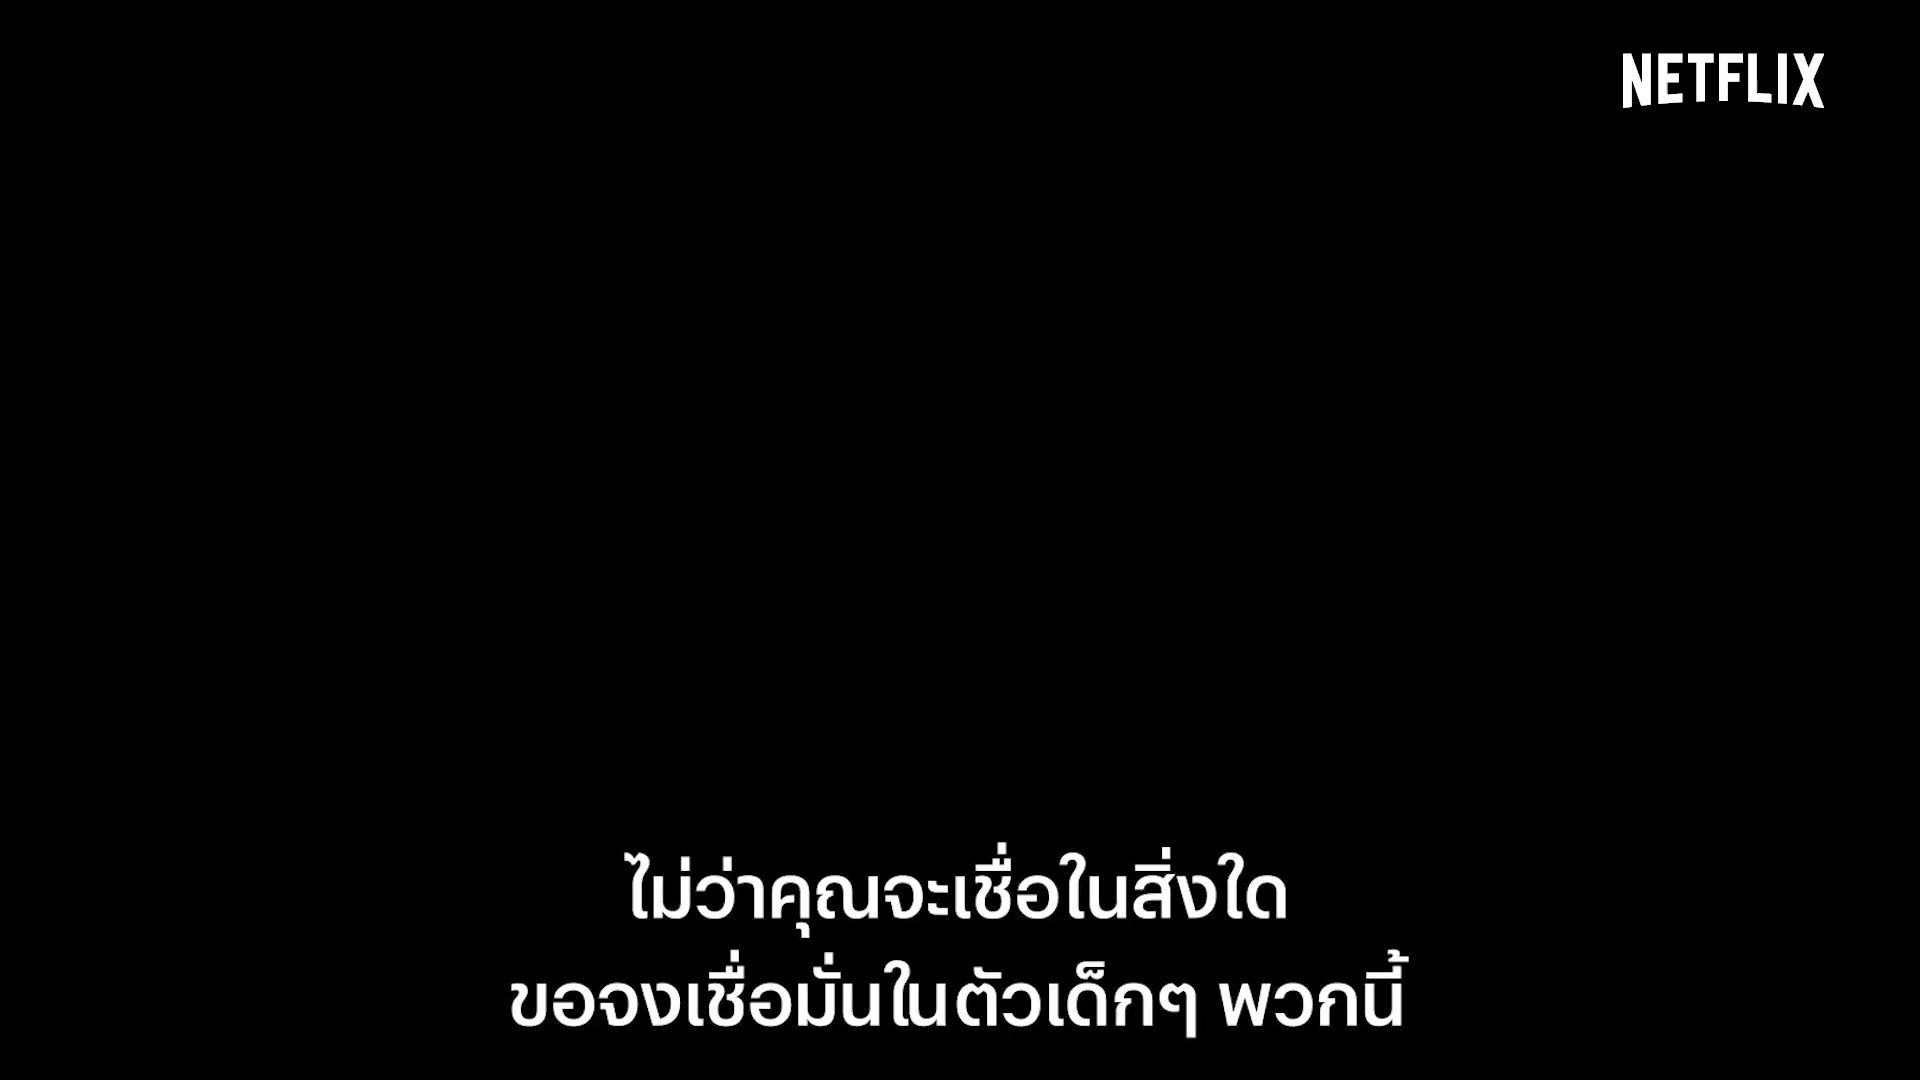 NETFLIX
ไม่ว่าคุณจะเชื่อในสิ่งใด
ขอจงเชื่อมั่นในตัวเด็กๆ พวกนี้